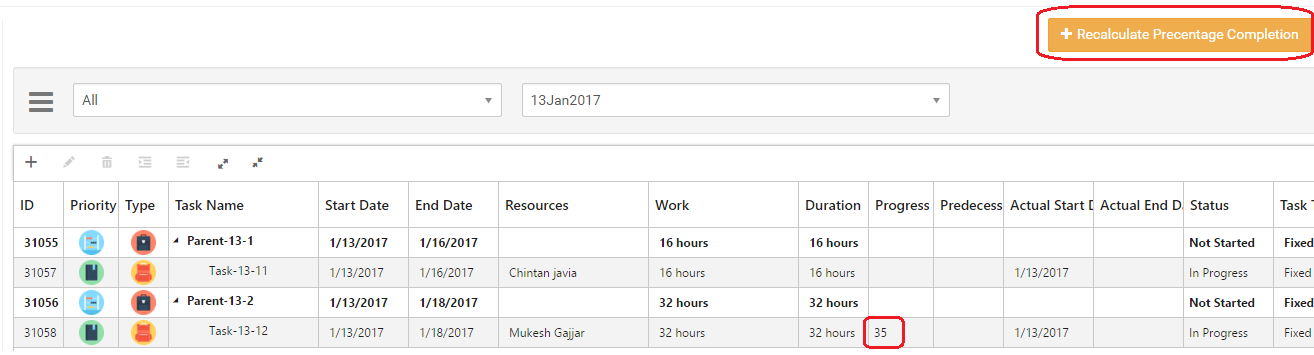 + Recalculate Precentage Completion
All 13Jan2017
ID Priority Type Task Name Start Date End Date Resources Work Duration Progress Predecess Actual Start D Actual End Da Status Task T
31055 Parent-13-1 1/13/2017 1/16/2017 16 hours 16 hours Not Started Fixed
31057 Task-13-11 1/13/2017 1/16/2017 Chintan javia 16 hours 16 hours 1/13/2017 In Progress Fixed
31056 Parent-13-2 1/13/2017 1/18/2017 32 hours 32 hours Not Started Fixed
31058 Task-13-12 1/13/2017 1/18/2017 Mukesh Gajjar 32 hours 32 hours 35 1/13/2017 In Progress Fixed